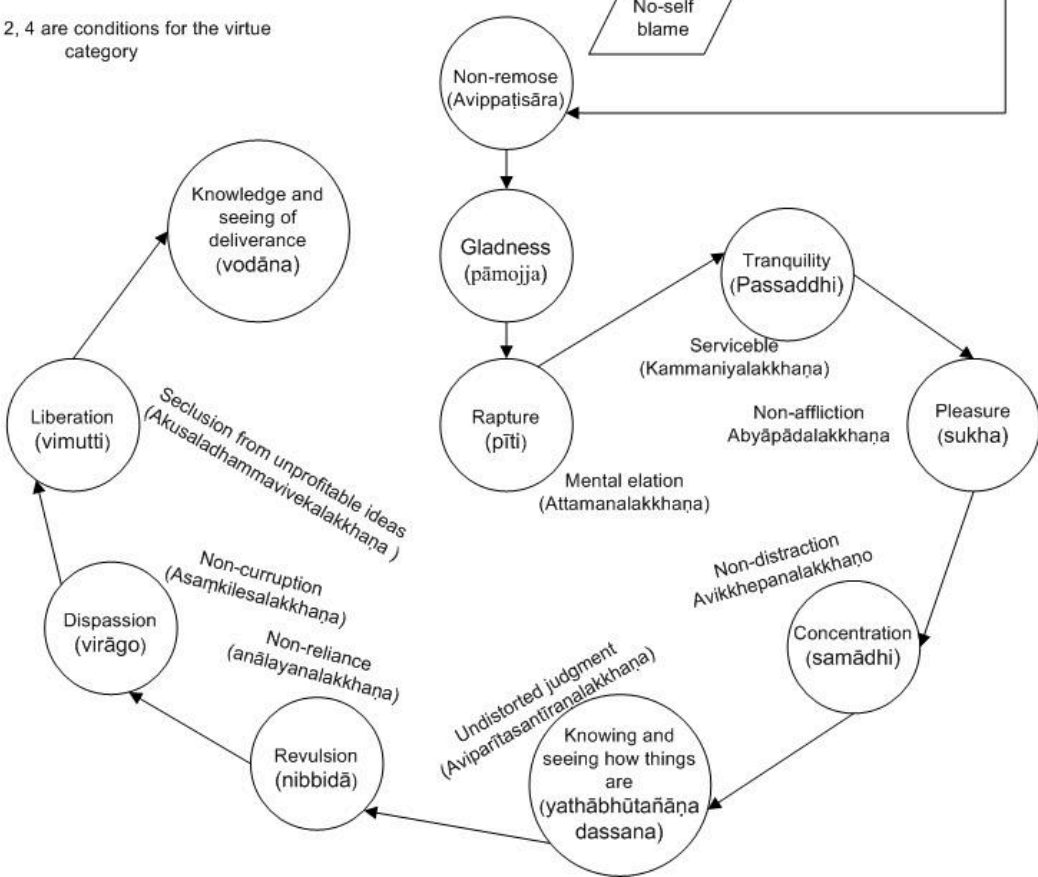 2, 4 are conditions for the virtue
category
No-self
blame
Non-remose
(Avippaṭisāra)
Gladness
(pāmojja)
Rapture
(pīti)
Mental elation
(Attamanalakkhaṇa)
Tranquility
(Passaddhi)
Serviceble
(Kammaniyalakkhaṇa)
Pleasure
(sukha)
Non-affliction
Abyāpādalakkhaṇa
Concentration
(samādhi)
Non-distraction
Avikkhepanalakkhaṇo
Knowing and
seeing how things
are
(yathābhūtañāṇa
dassana)
Undistorted judgment
(Aviparītasantīraṇalakkhaṇa)
Revulsion
(nibbidā)
Non-reliance
(anālayanalakkhaṇa)
Dispassion
(virāgo)
Non-curruption
(Asaṃkilesalakkhaṇa)
Liberation
(vimutti)
Seclusion from unprofitable ideas
(Akusaladhammavivekalakkhaṇa )
Knowledge and
seeing of
deliverance
(vodāna)